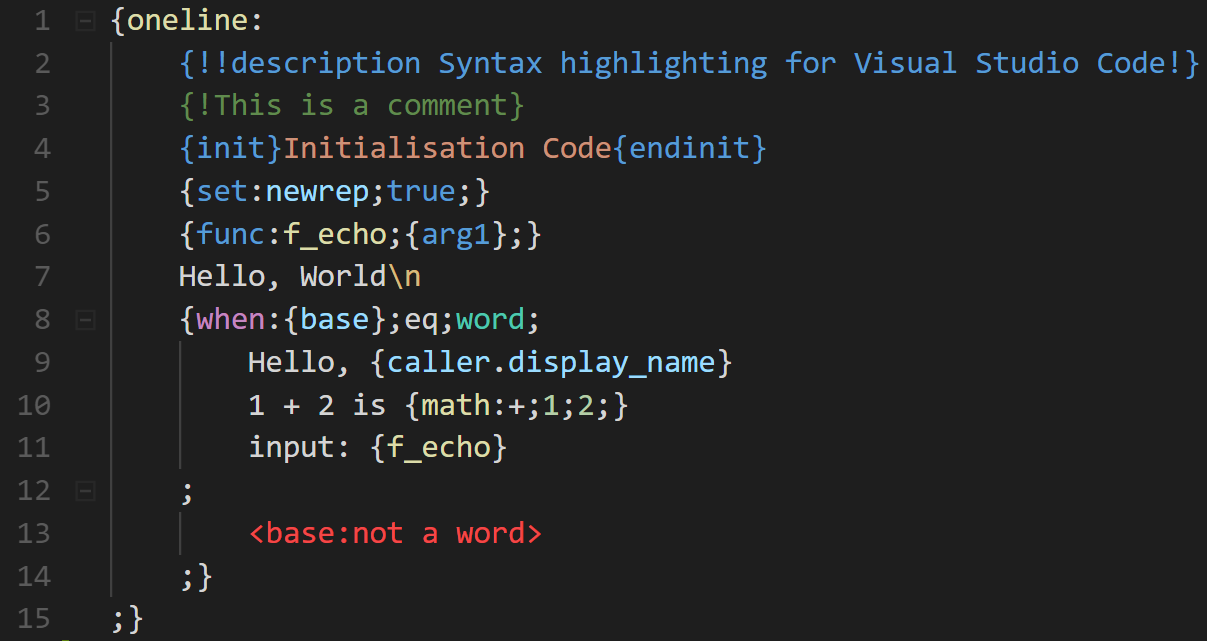 1 {oneline:
2 {!!description Syntax highlighting for Visual Studio Code!}
3 {!This is a comment}
4 {init}Initialisation Code{endinit}
5 {set:newrep;true;}
6 {func:f_echo;{arg1};}
7 Hello, World\n
8 {when:{base};eq;word;
9 Hello, {caller.display_name}
10 1 + 2 is {math:+;1;2;}
11 input: {f_echo}
12 ;
13 <base:not a word>
14 ;}
15 ;}